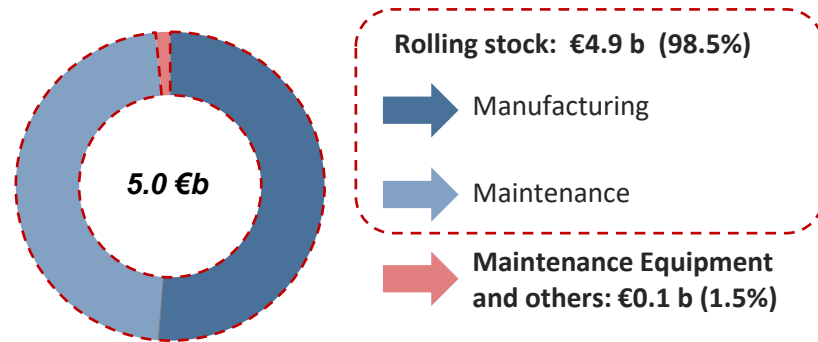 5.0 €b
Rolling stock:  €4.9 b  (98.5%)
Manufacturing
Maintenance
Maintenance Equipment
and others: €0.1 b (1.5%)